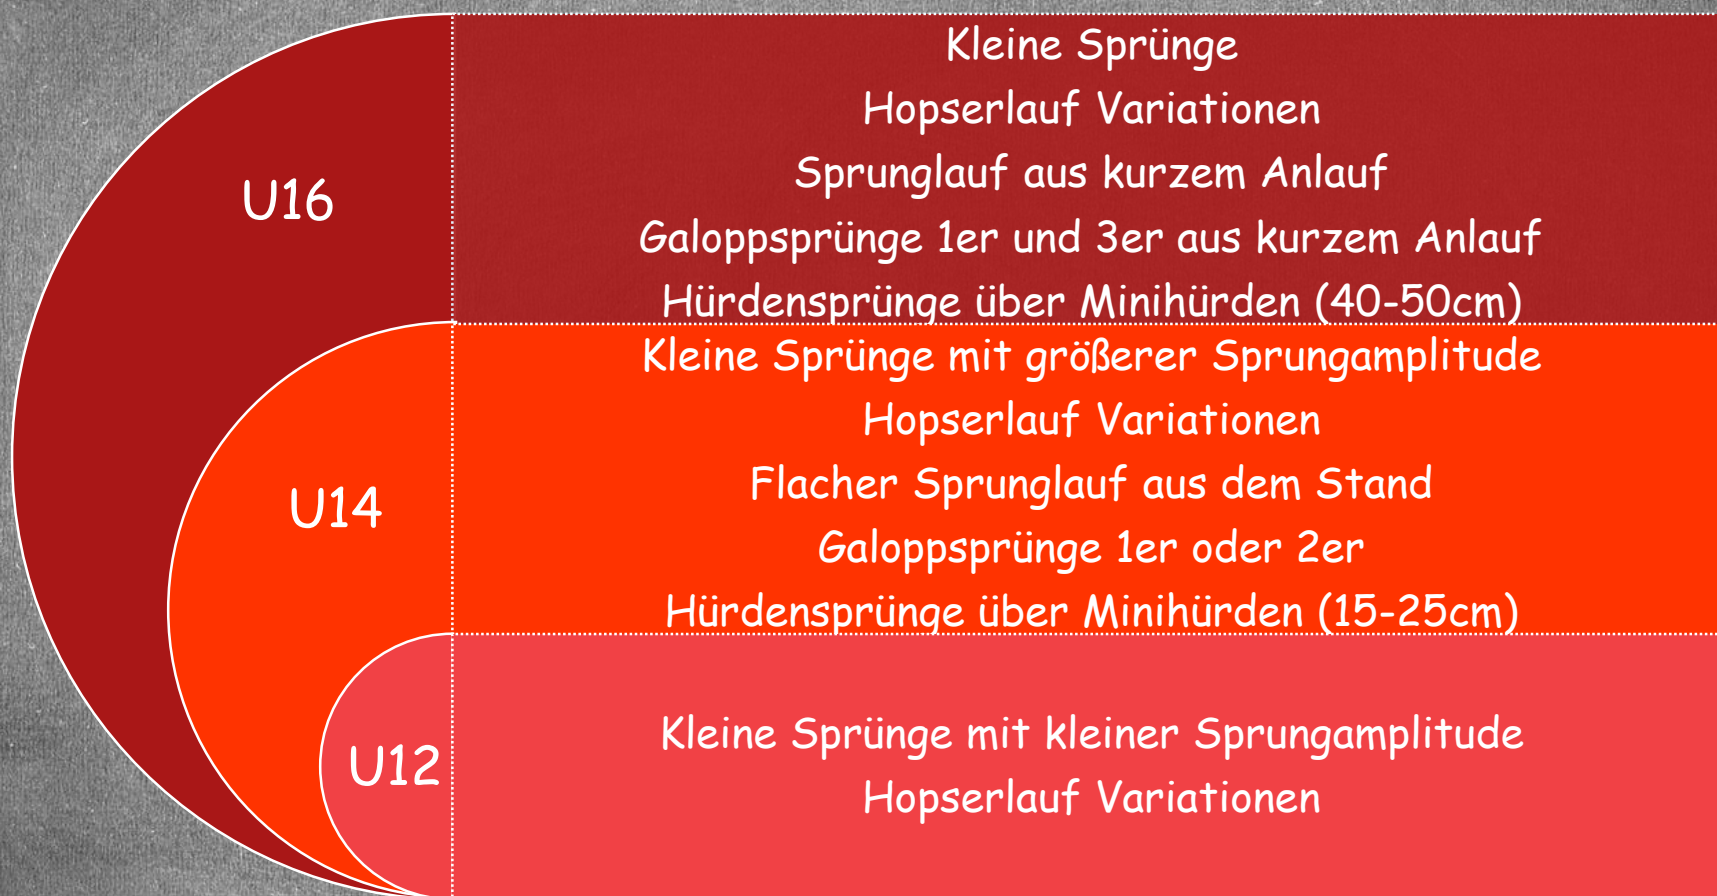 U16
Kleine Sprünge
Hopserlauf Variationen
Sprunglauf aus kurzem Anlauf
Galoppsprünge 1er und 3er aus kurzem Anlauf
Hürdensprünge über Minihürden (40-50cm)
U14
Kleine Sprünge mit größerer Sprungamplitude
Hopserlauf Variationen
Flacher Sprunglauf aus dem Stand
Galoppsprünge 1er oder 2er
Hürdensprünge über Minihürden (15-25cm)
U12
Kleine Sprünge mit kleiner Sprungamplitude
Hopserlauf Variationen